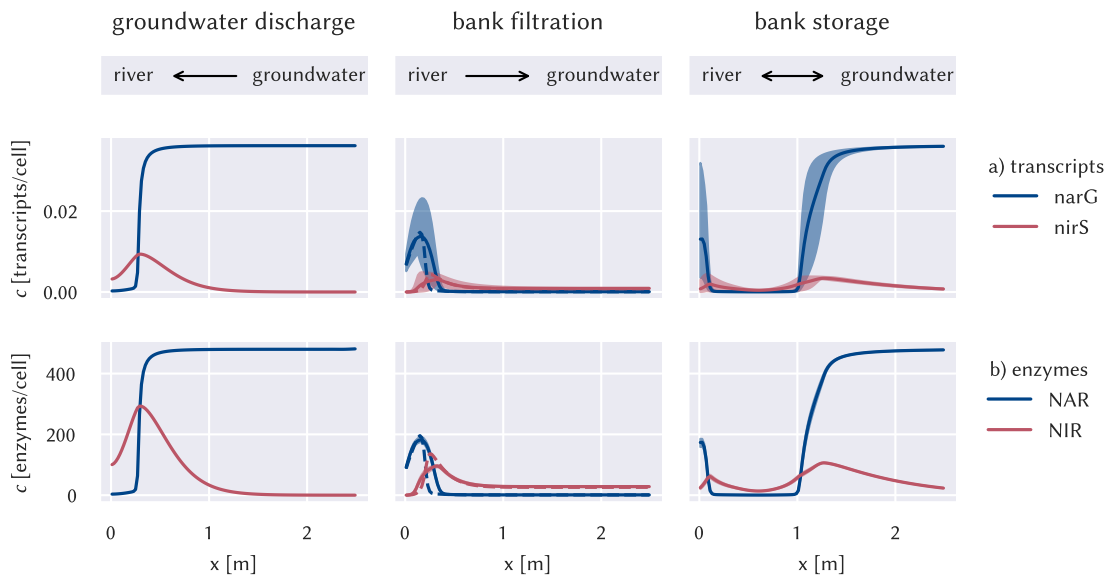 groundwater discharge
bank filtration
bank storage
river groundwater
river groundwater
river groundwater
c [transcripts/cell]
0.02
0.00
a) transcripts
narG
nirS
c [enzymes/cell]
400
200
0
b) enzymes
NAR
NIR
0 1 2
0 1 2
0 1 2
x [m]
x [m]
x [m]